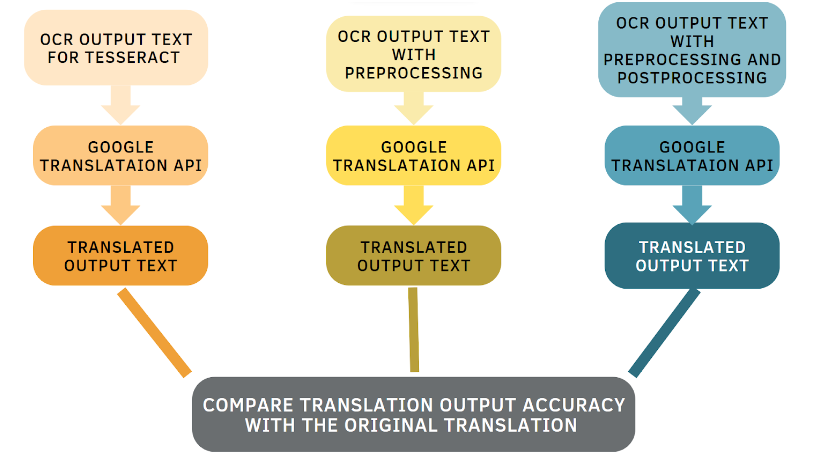 OCR OUTPUT TEXT
FOR TESSERACT
OCR OUTPUT TEXT
WITH
PREPROCESSING
OCR OUTPUT TEXT
WITH
PREPROCESSING AND
POSTPROCESSING
GOOGLE
TRANSLATAION API
GOOGLE
TRANSLATAION API
GOOGLE
TRANSLATAION API
TRANSLATED
OUTPUT TEXT
TRANSLATED
OUTPUT TEXT
TRANSLATED
OUTPUT TEXT
COMPARE TRANSLATION OUTPUT ACCURACY
WITH THE ORIGINAL TRANSLATION